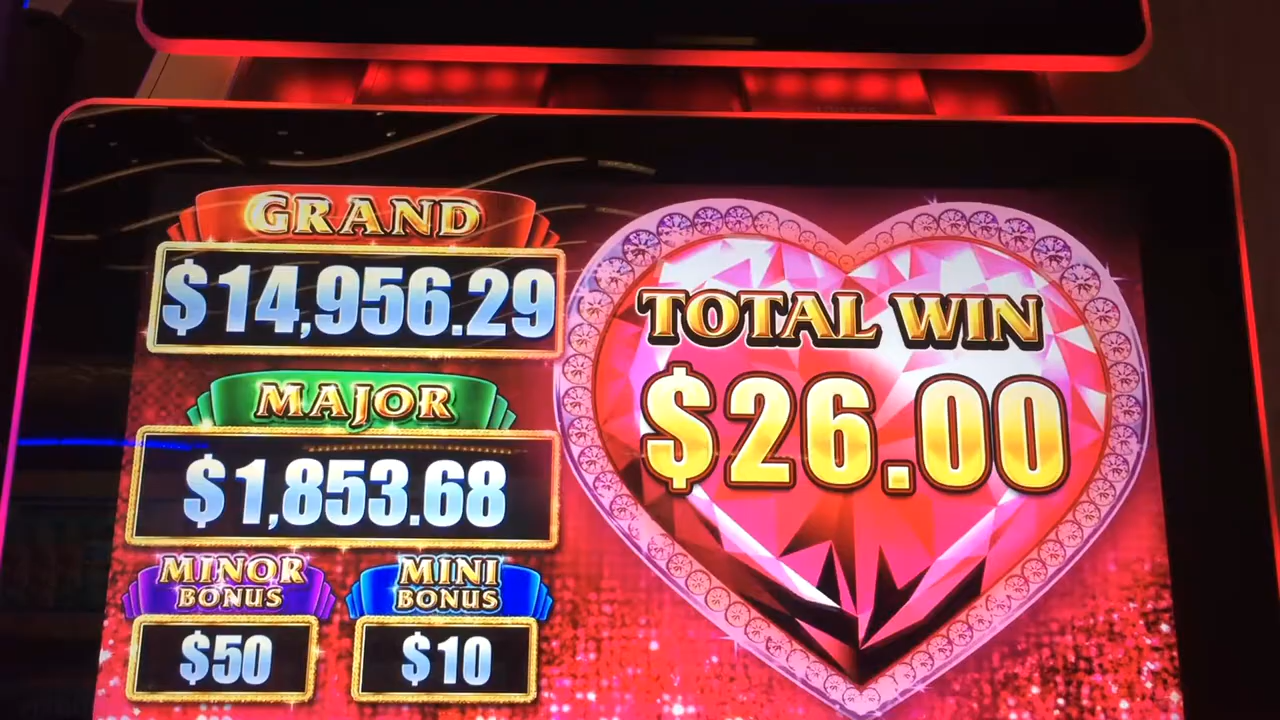 GRAND
$14,956.29
MAJOR
$1,853.68
MINOR
BONUS
$50
MINI
BONUS
$10
TOTAL WIN
$26.00